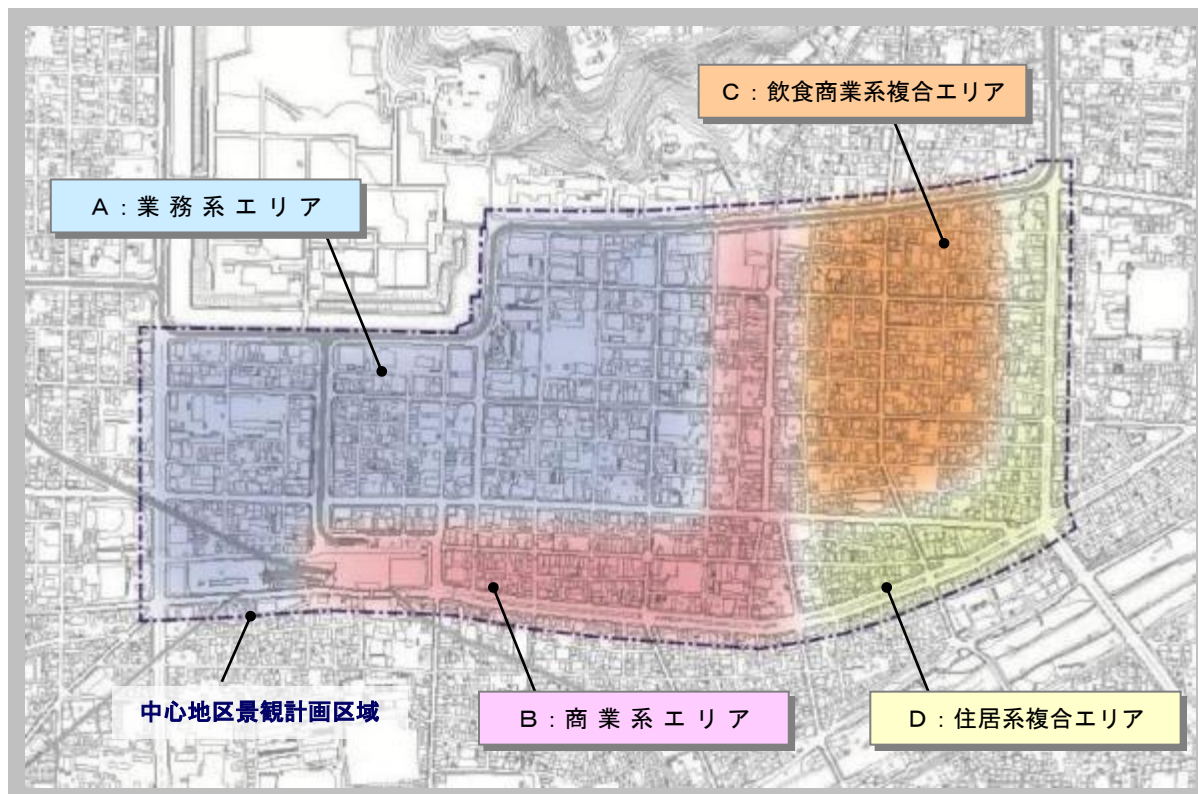 C：飲食商業系複合エリア
A：業務系エリア
中心地区景観計画区域
B：商業系エリア
D：住居系複合エリア